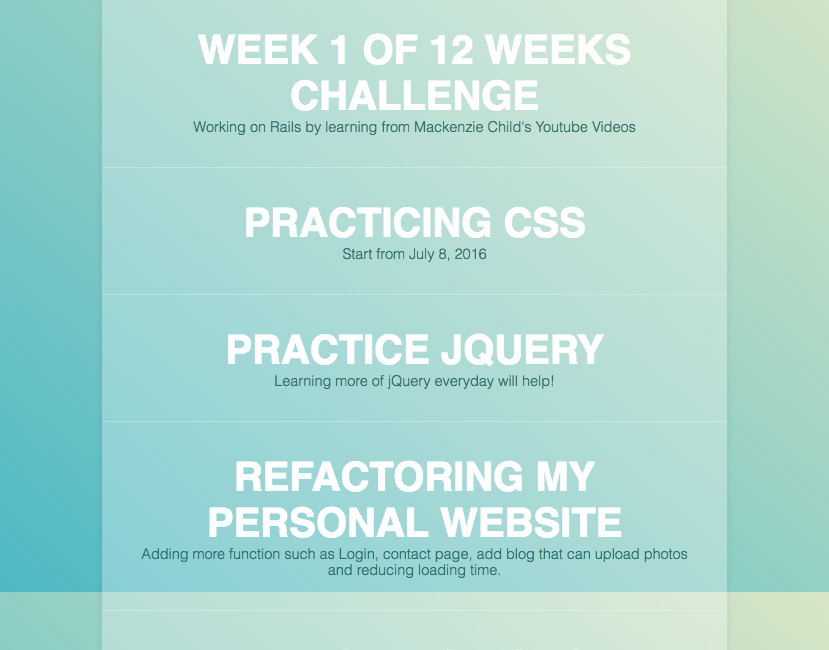 WEEK 1 OF 12 WEEKS
CHALLENGE
Working on Rails by learning from Mackenzie Child's Youtube Videos
PRACTICING CSS
Start from July 8, 2016
PRACTICE JQUERY
Learning more of jQuery everyday will help!
REFACTORING MY
PERSONAL WEBSITE
Adding more function such as Login, contact page, add blog that can upload photos
and reducing loading time.